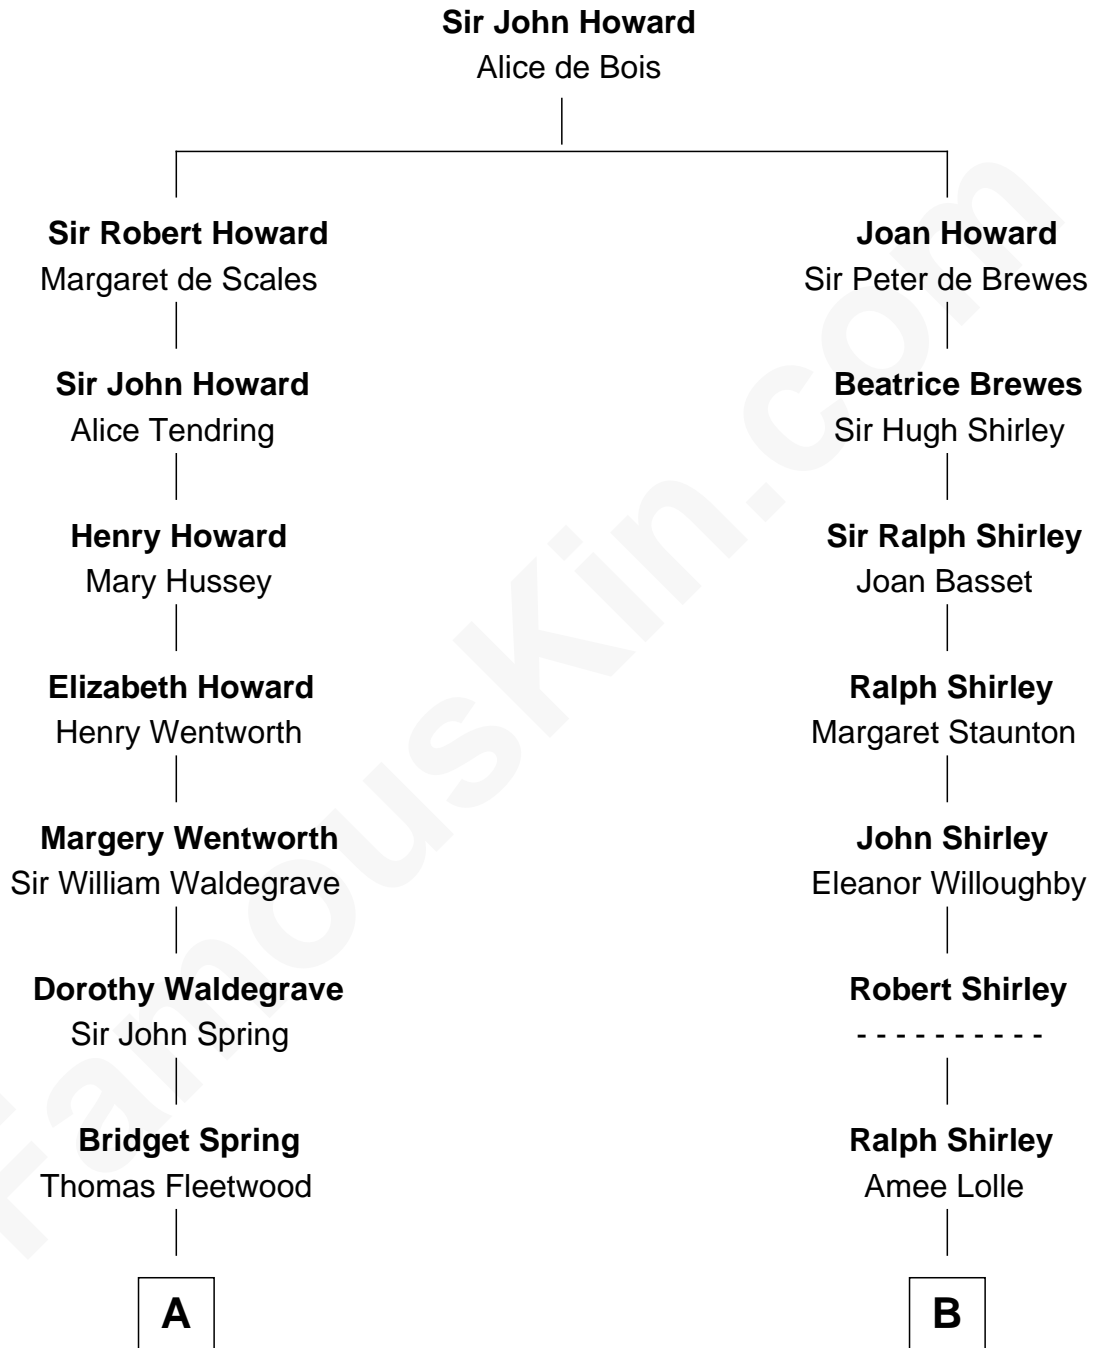 Sir John Howard
Alice de Bois
Sir Robert Howard
Margaret de Scales
Joan Howard
Sir Peter de Brewes
Sir John Howard
Alice Tendring
Beatrice Brewes
Sir Hugh Shirley
Henry Howard
Mary Hussey
Sir Ralph Shirley
Joan Basset
Elizabeth Howard
Henry Wentworth
Ralph Shirley
Margaret Staunton
Margery Wentworth
Sir William Waldegrave
John Shirley
Eleanor Willoughby
Dorothy Waldegrave
Sir John Spring
Robert Shirley
- - - - - - - - - -
Bridget Spring
Thomas Fleetwood
Ralph Shirley
Amee Lolle
A
B
FamousKin.com